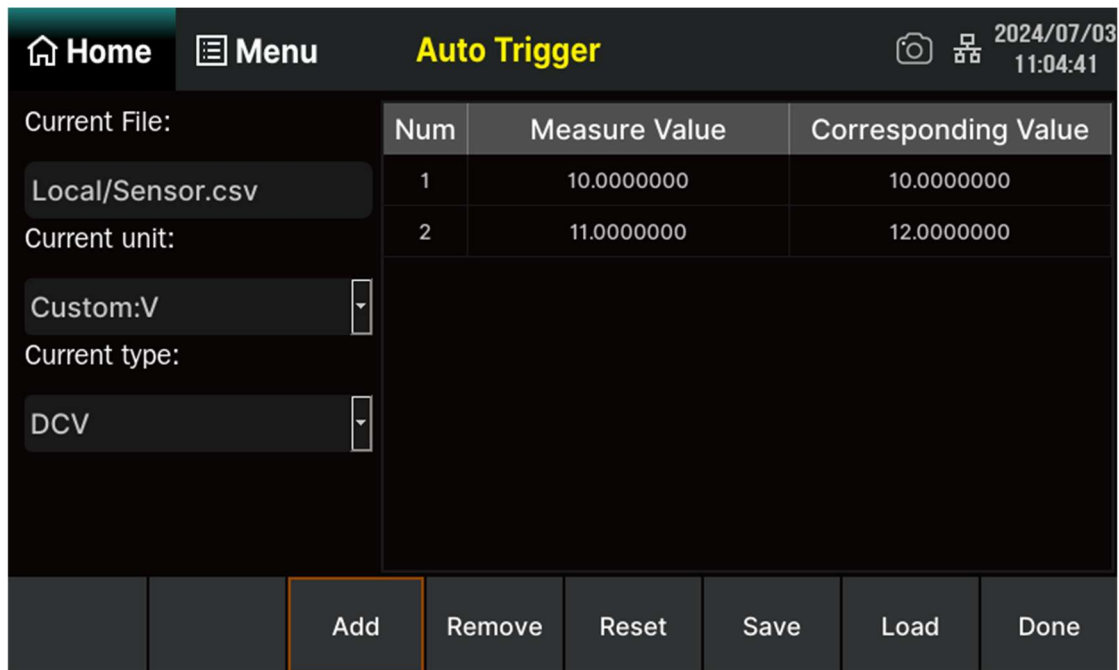 Home Menu Auto Trigger 2024/07/03
11:04:41
Current File:
Local/Sensor.csv
Current unit:
Custom:V
Current type:
DCV
Num Measure Value Corresponding Value
1 10.0000000 10.0000000
2 11.0000000 12.0000000
Add Remove Reset Save Load Done